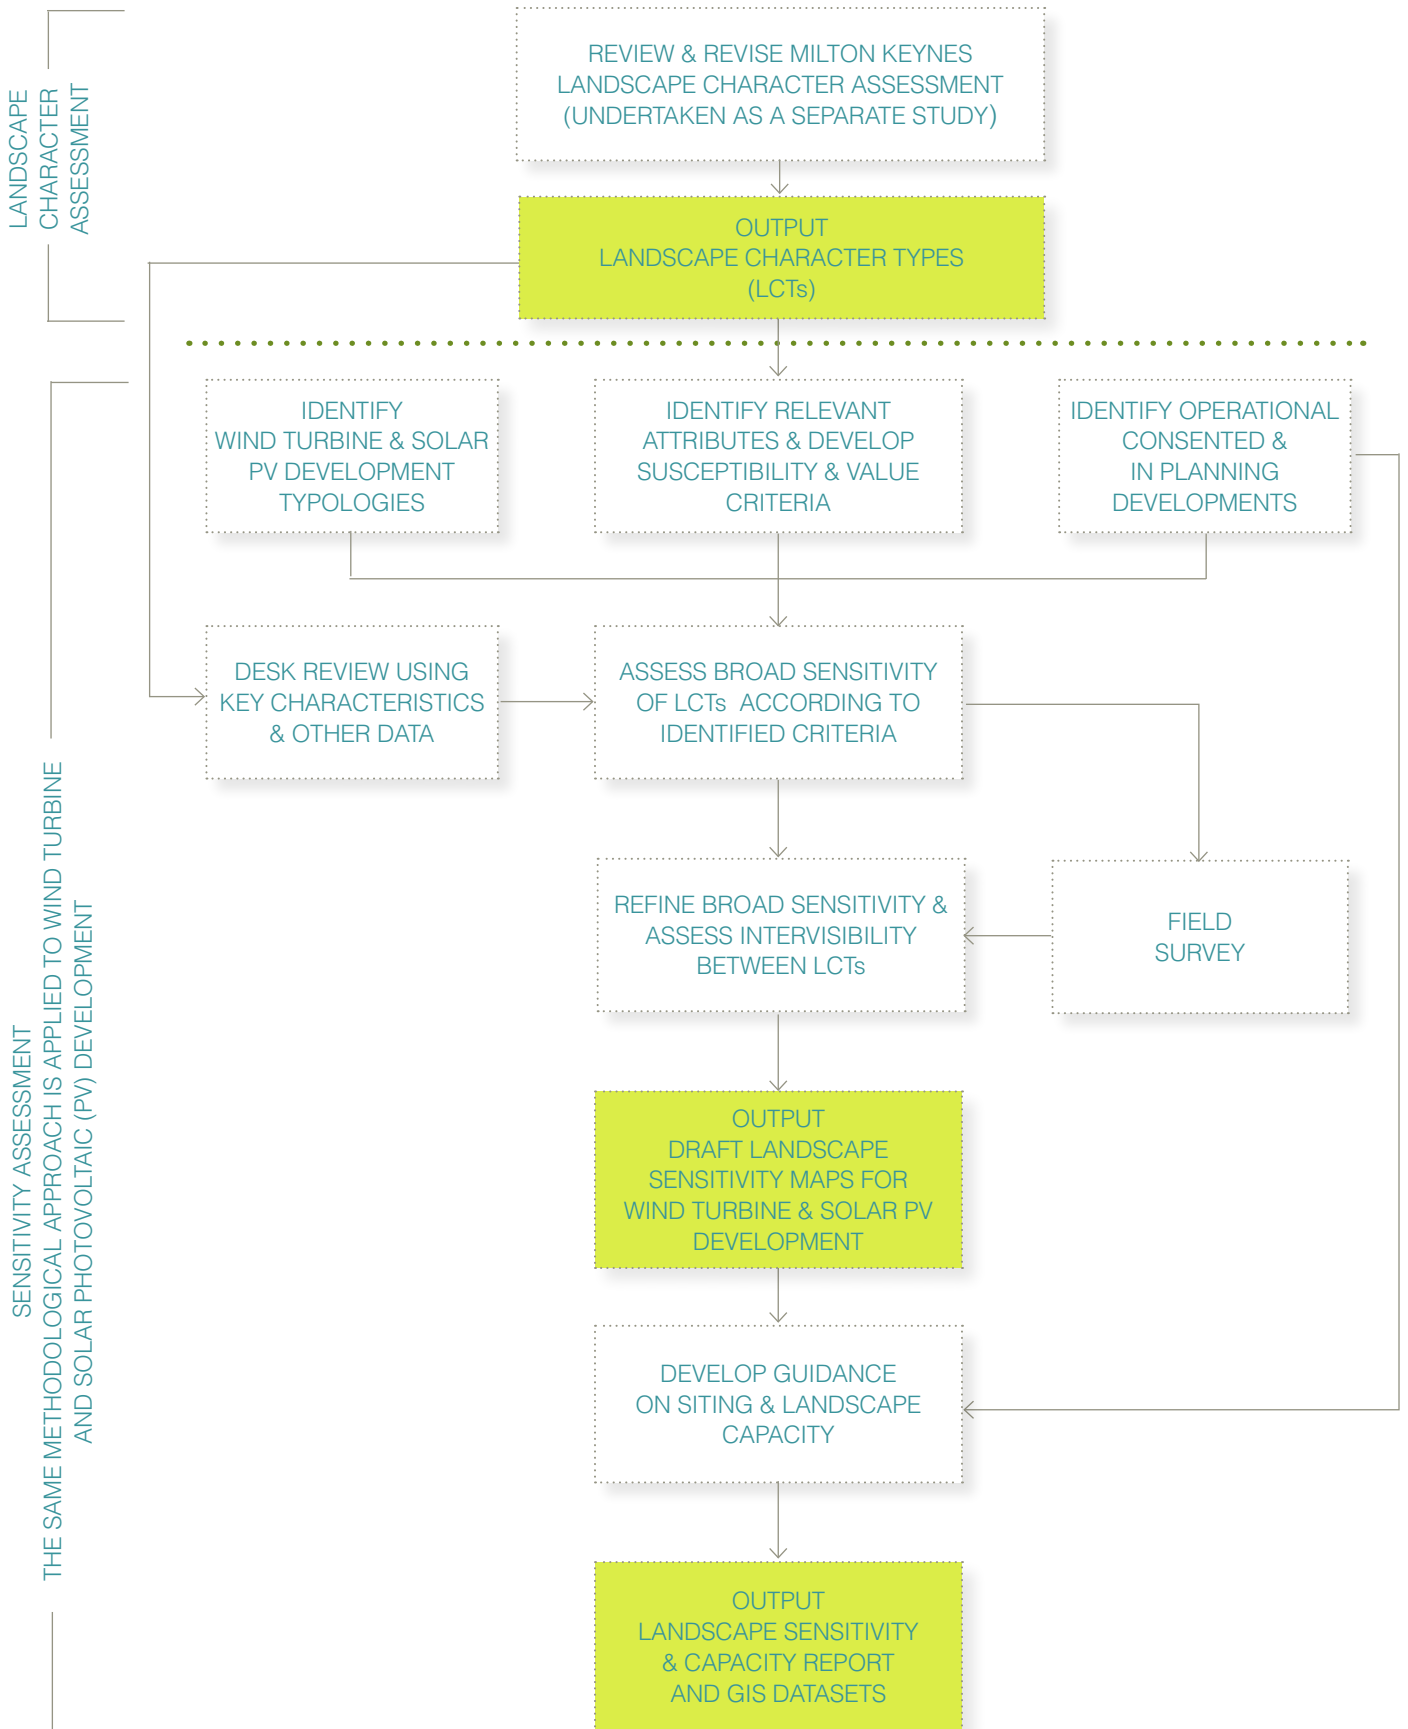 LANDSCAPE
CHARACTER
ASSESSMENT
REVIEW & REVISE MILTON KEYNES
LANDSCAPE CHARACTER ASSESSMENT
(UNDERTAKEN AS A SEPARATE STUDY)
OUTPUT
LANDSCAPE CHARACTER TYPES
(LCTs)
SENSITIVITY ASSESSMENT
THE SAME METHODOLOGICAL APPROACH IS APPLIED TO WIND TURBINE
AND SOLAR PHOTOVOLTAIC (PV) DEVELOPMENT
IDENTIFY
WIND TURBINE & SOLAR
PV DEVELOPMENT
TYPOLOGIES
IDENTIFY RELEVANT
ATTRIBUTES & DEVELOP
SUSCEPTIBILITY & VALUE
CRITERIA
IDENTIFY OPERATIONAL
CONSENTED &
IN PLANNING
DEVELOPMENTS
DESK REVIEW USING
KEY CHARACTERISTICS
& OTHER DATA
ASSESS BROAD SENSITIVITY
OF LCTs ACCORDING TO
IDENTIFIED CRITERIA
REFINE BROAD SENSITIVITY &
ASSESS INTERVISIBILITY
BETWEEN LCTs
FIELD
SURVEY
OUTPUT
DRAFT LANDSCAPE
SENSITIVITY MAPS FOR
WIND TURBINE & SOLAR PV
DEVELOPMENT
DEVELOP GUIDANCE
ON SITING & LANDSCAPE
CAPACITY
OUTPUT
LANDSCAPE SENSITIVITY
& CAPACITY REPORT
AND GIS DATASETS